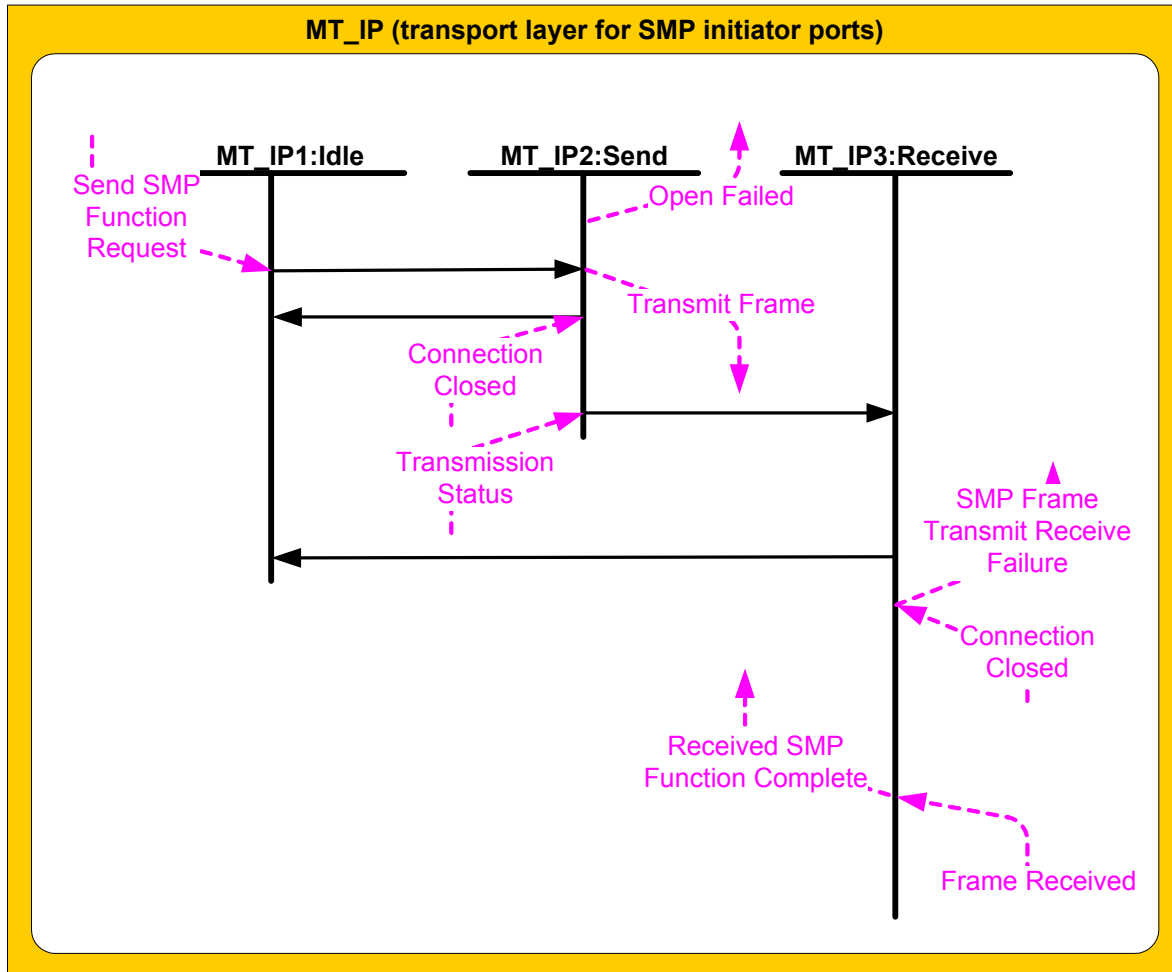 MT_IP (transport layer for SMP initiator ports)
MT_IP1:Idle
MT_IP2:Send
MT_IP3:Receive
Send SMP
Function
Request
Open Failed
Transmit Frame
Connection
Closed
Transmission
Status
SMP Frame
Transmit Receive
Failure
Connection
Closed
Received SMP
Function Complete
Frame Received